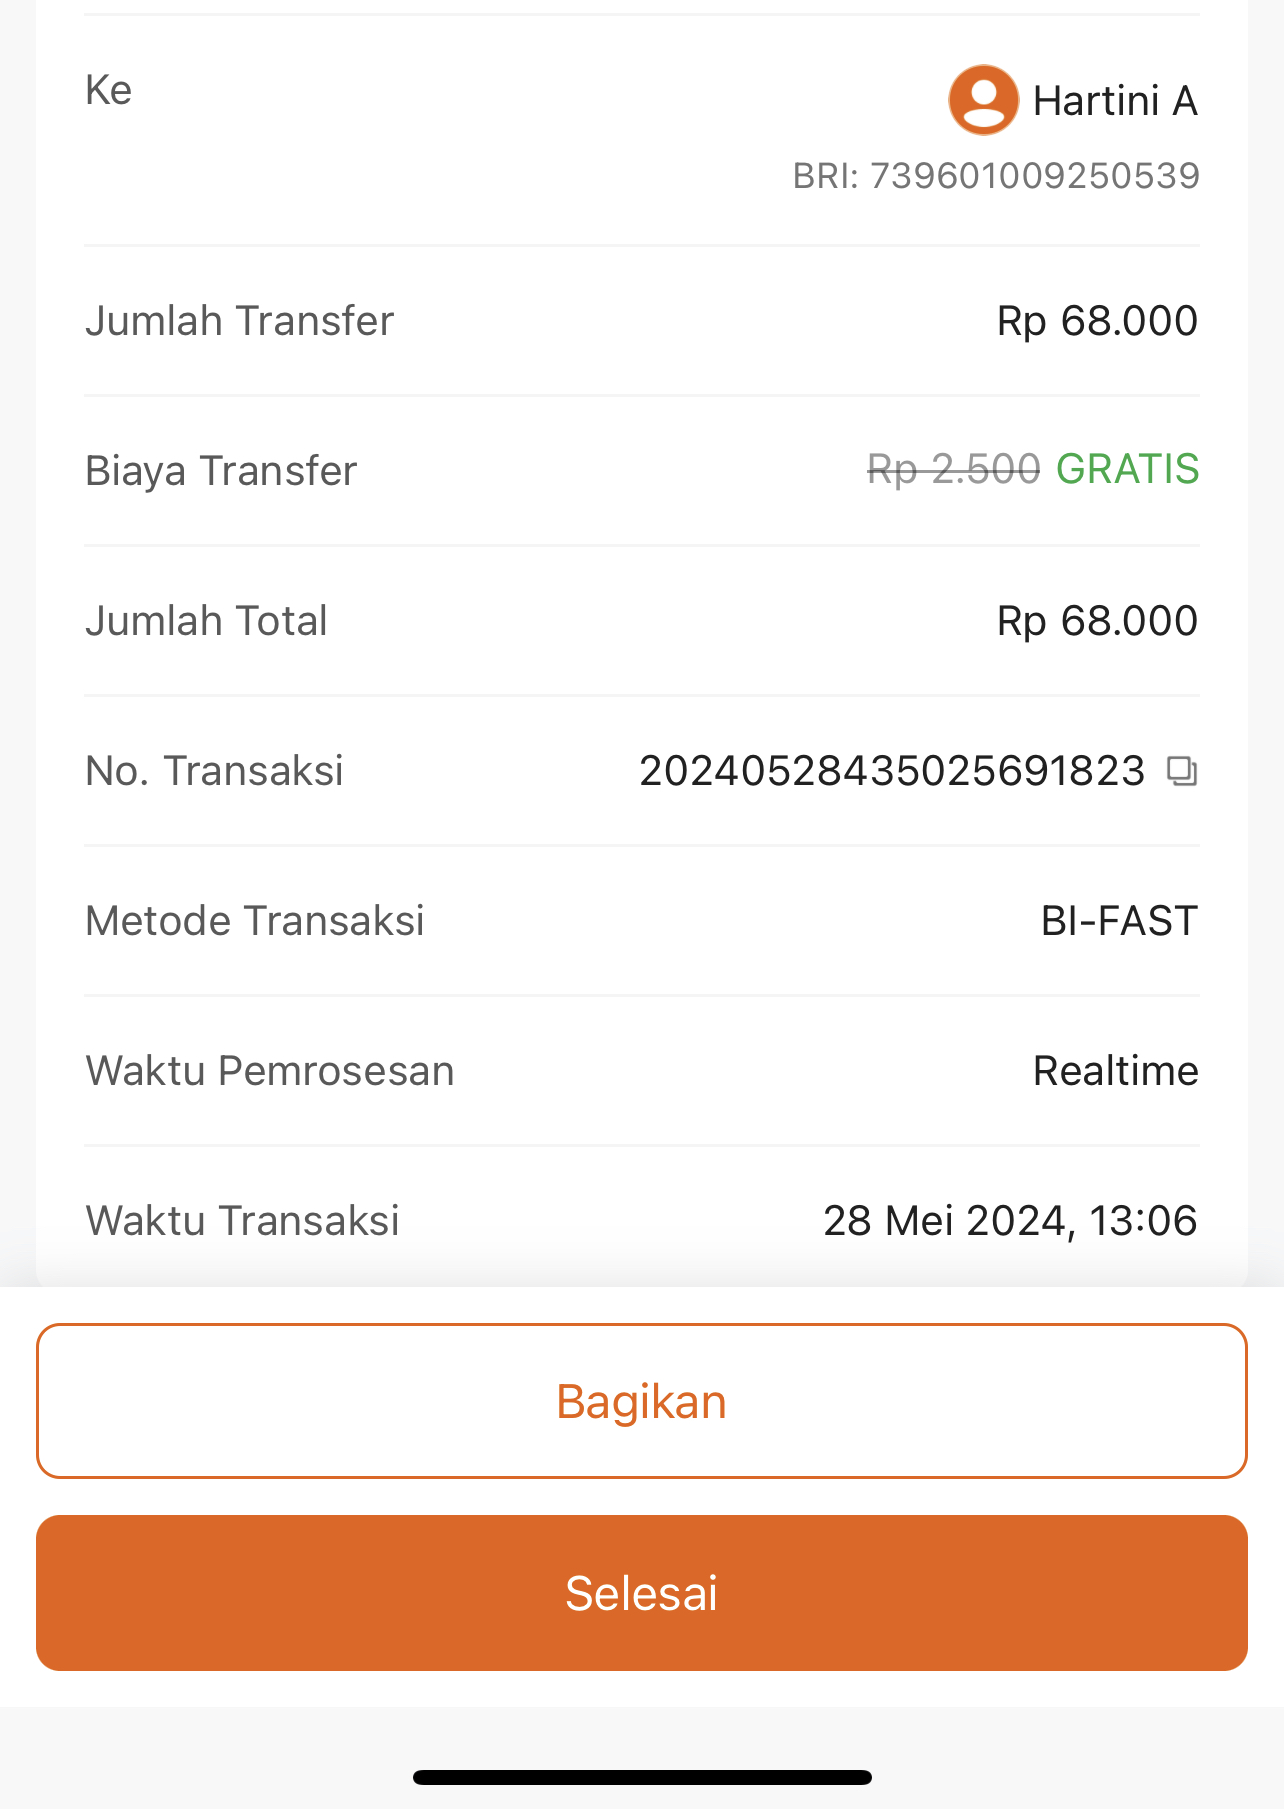 Ke
Hartini A
BRI: 739601009250539
Jumlah Transfer Rp 68.000
Biaya Transfer Rp 2.500 GRATIS
Jumlah Total Rp 68.000
No. Transaksi 20240528435025691823
Metode Transaksi BI-FAST
Waktu Pemrosesan Realtime
Waktu Transaksi 28 Mei 2024, 13:06
Bagikan
Selesai